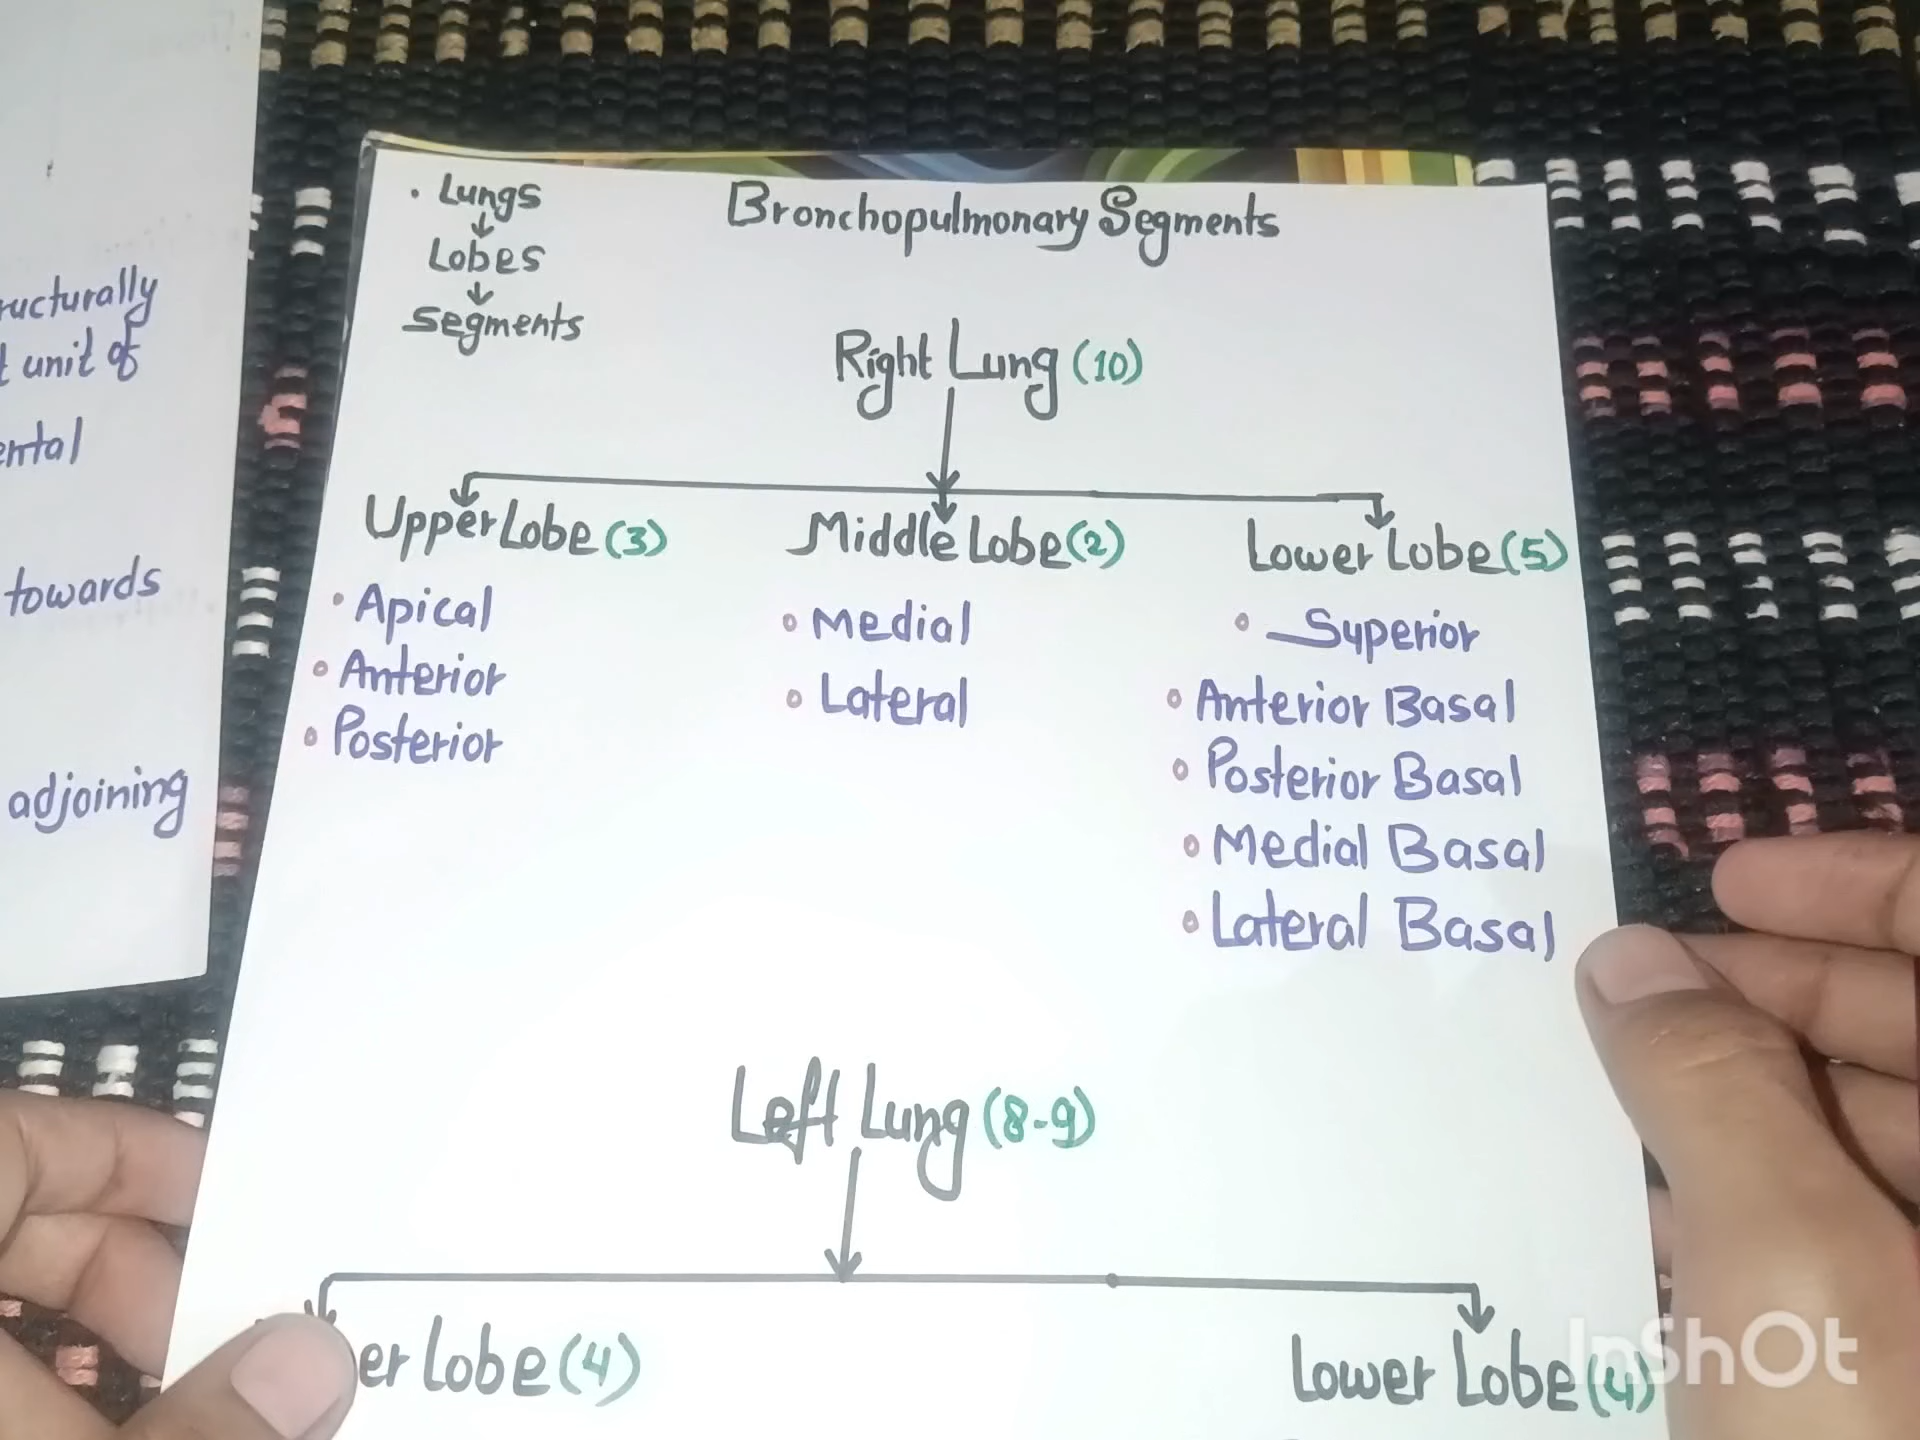 ructurally
unit of
ental
towards
adjoining
• Lungs
↓
Lobes
↓
Segments
Bronchopulmonary Segments
Right Lung (10)
Upper Lobe (3)
• Apical
• Anterior
• Posterior
Middle Lobe (2)
• Medial
• Lateral
Lower Lobe (5)
• Superior
• Anterior Basal
• Posterior Basal
• Medial Basal
• Lateral Basal
Left Lung (8-9)
er Lobe (4)
Lower Lobe (4)
InShOt